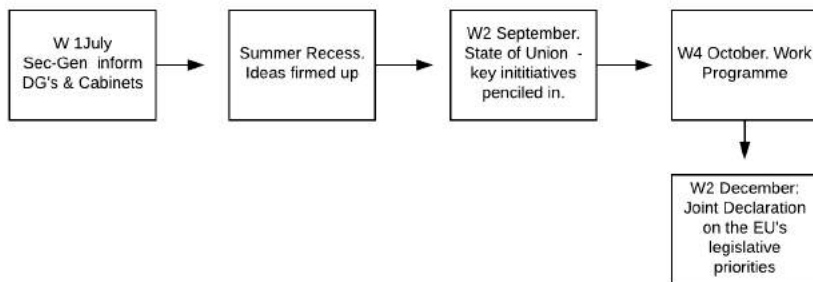 W 1July
Sec-Gen inform
DG's & Cabinets
Summer Recess.
Ideas firmed up
W2 September.
State of Union -
key inititiatives
penciled in.
W4 October. Work
Programme
W2 December:
Joint Declaration
on the EU's
legislative
priorities